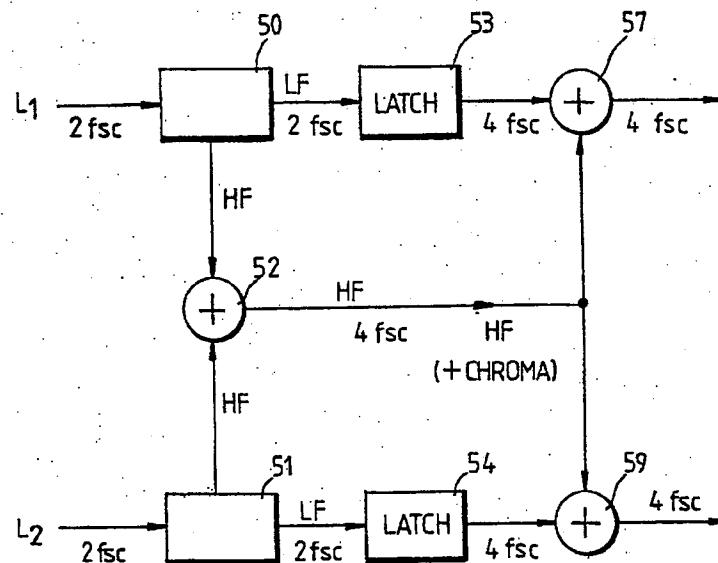 50
53
57
L1
2 fsc
LF
2 fsc
LATCH
4 fsc
+
4 fsc
HF
52
+
HF
4 fsc
HF
(+CHROMA)
HF
51
54
59
L2
2fsc
LF
2fsc
LATCH
4 fsc
+
4 fsc